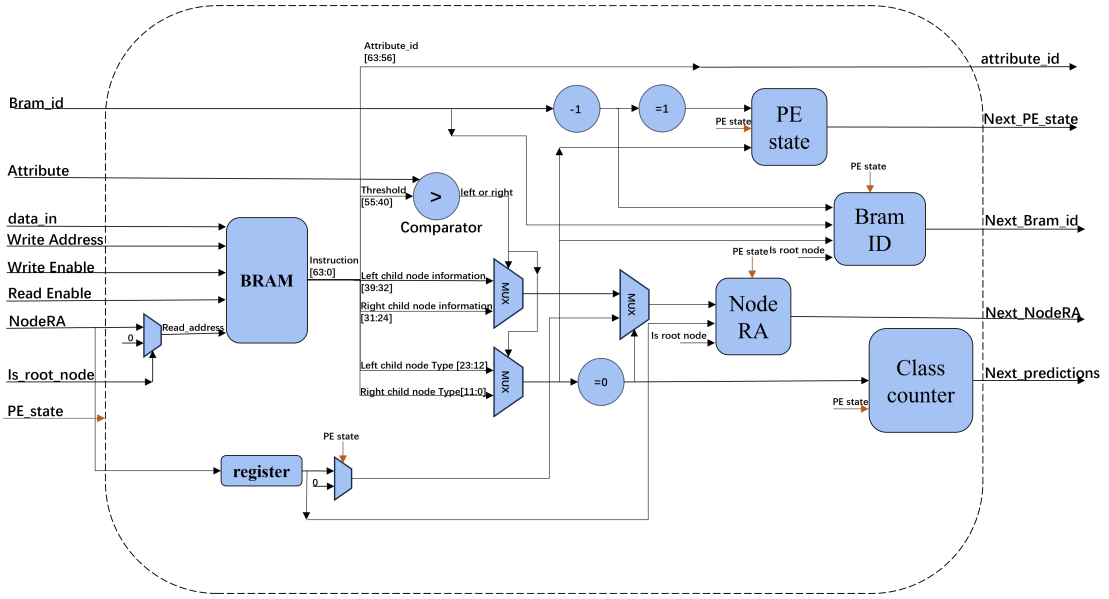 Attribute_id
[63:56]
attribute_id
Bram_id
-1
=1
PE state
PE
state
Next_PE_state
Attribute
Threshold
[55:40]
>
left or right
Comparator
PE state
Bram
ID
Next_Bram_id
Is root node
data_in
Write Address
Write Enable
Read Enable
NodeRA
Read_address
0
Is_root_node
PE_state
BRAM
Instruction
[63:0]
Left child node information
[39:32]
Right child node information
[31:24]
MUX
MUX
PE state
Node
RA
Is root node
Next_NodeRA
Left child node Type [23:12]
Right child node Type[11:0]
MUX
=0
Class
counter
PE state
Next_predictions
register
PE state
0